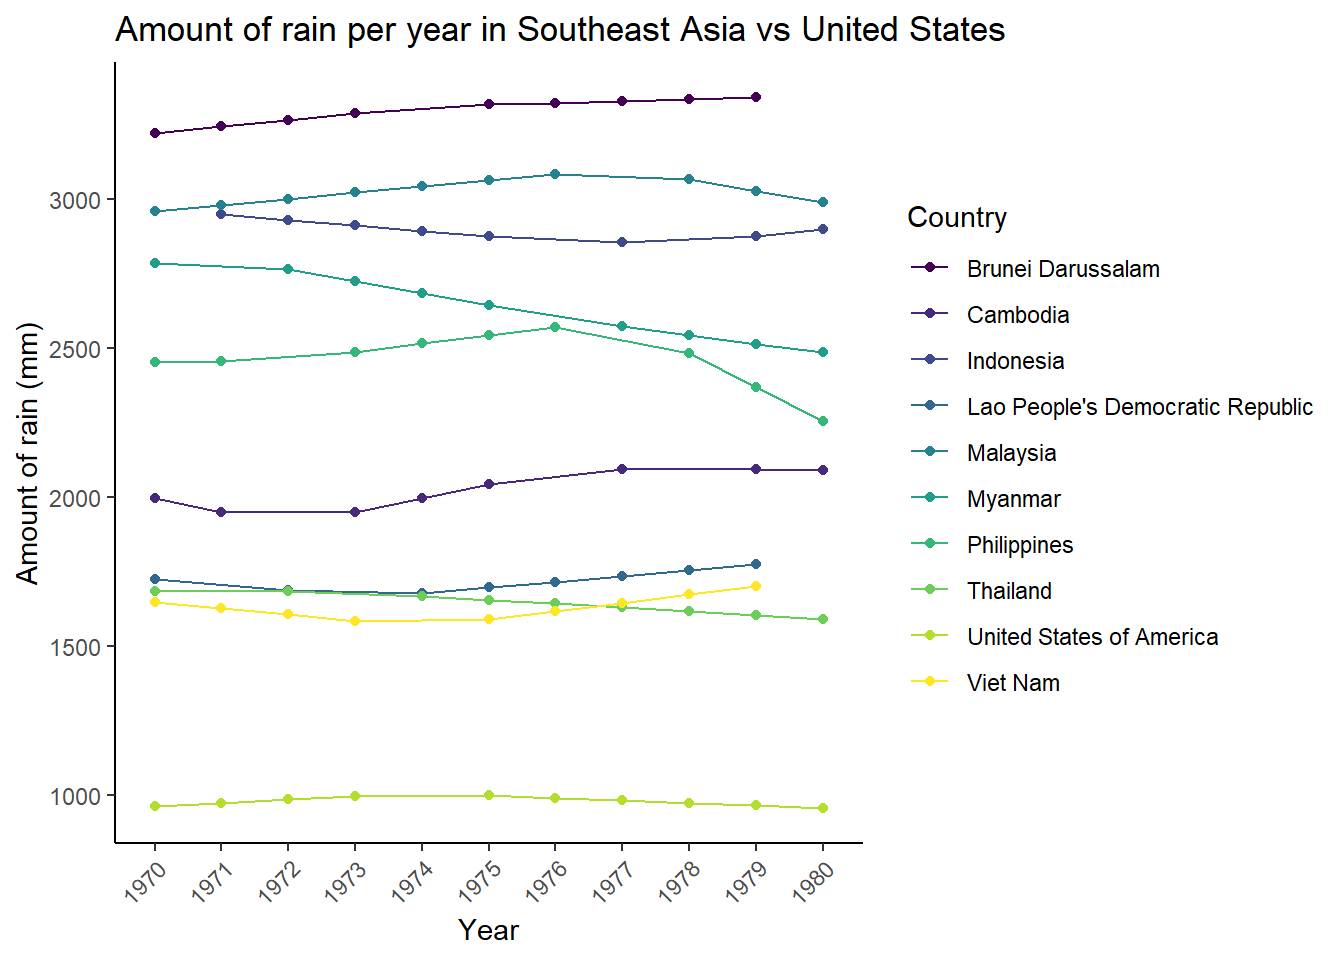 Amount of rain per year in Southeast Asia vs United States
Amount of rain (mm)
3000
2500
2000
1500
1000
1970 1971 1972 1973 1974 1975 1976 1977 1978 1979 1980
Year
Country
Brunei Darussalam
Cambodia
Indonesia
Lao People's Democratic Republic
Malaysia
Myanmar
Philippines
Thailand
United States of America
Viet Nam